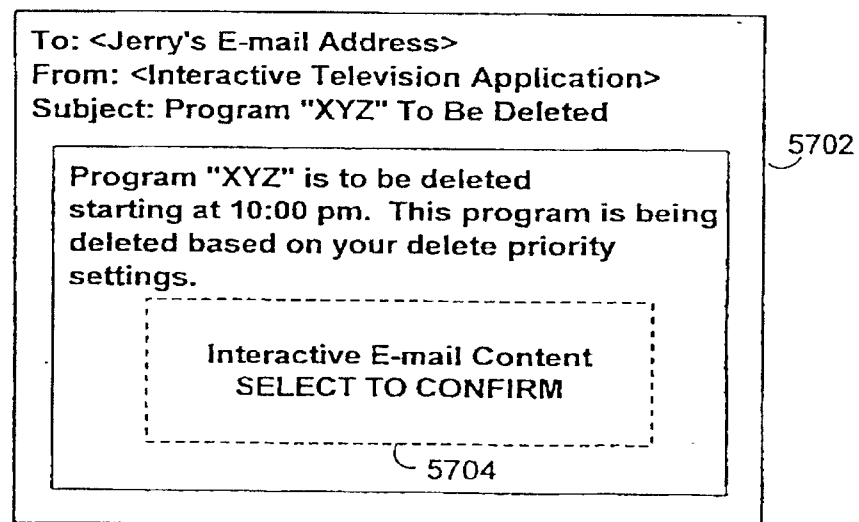 To: <Jerry's E-mail Address>
From: <Interactive Television Application>
Subject: Program "XYZ" To Be Deleted
5702
Program "XYZ" is to be deleted
starting at 10:00 pm. This program is being
deleted based on your delete priority
settings.
Interactive E-mail Content
SELECT TO CONFIRM
5704